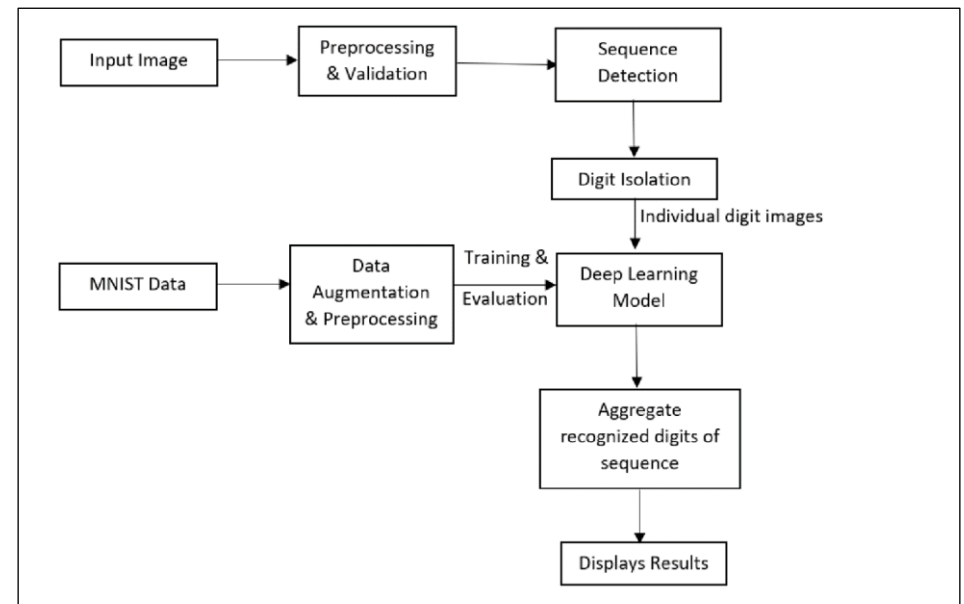 Input Image
Preprocessing
& Validation
Sequence
Detection
Digit Isolation
Individual digit images
MNIST Data
Data
Augmentation
& Preprocessing
Training &
Evaluation
Deep Learning
Model
Aggregate
recognized digits of
sequence
Displays Results